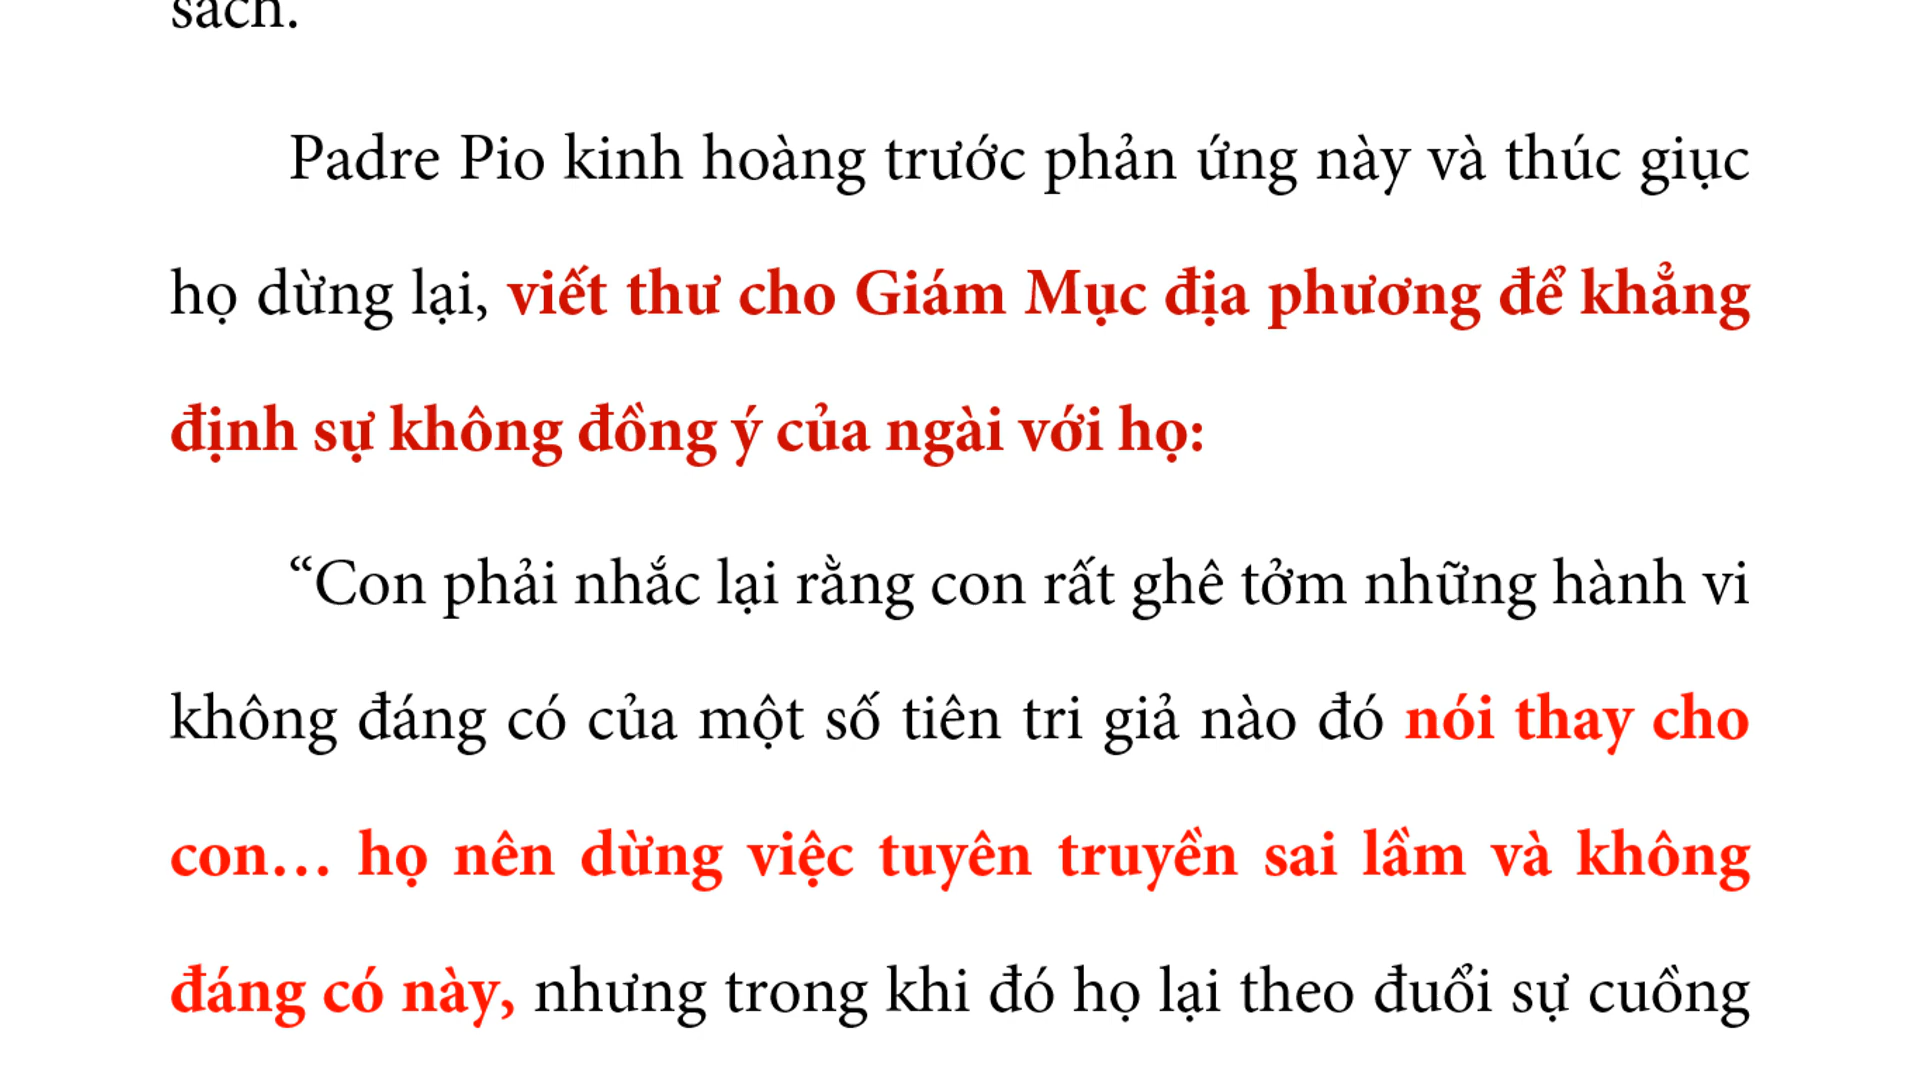 sách.
Padre Pio kinh hoàng trước phản ứng này và thúc giục
họ dừng lại, viết thư cho Giám Mục địa phương để khẳng
định sự không đồng ý của ngài với họ:
“Con phải nhắc lại rằng con rất ghê tởm những hành vi
không đáng có của một số tiên tri giả nào đó nói thay cho
con… họ nên dừng việc tuyên truyền sai lầm và không
đáng có này, nhưng trong khi đó họ lại theo đuổi sự cuồng